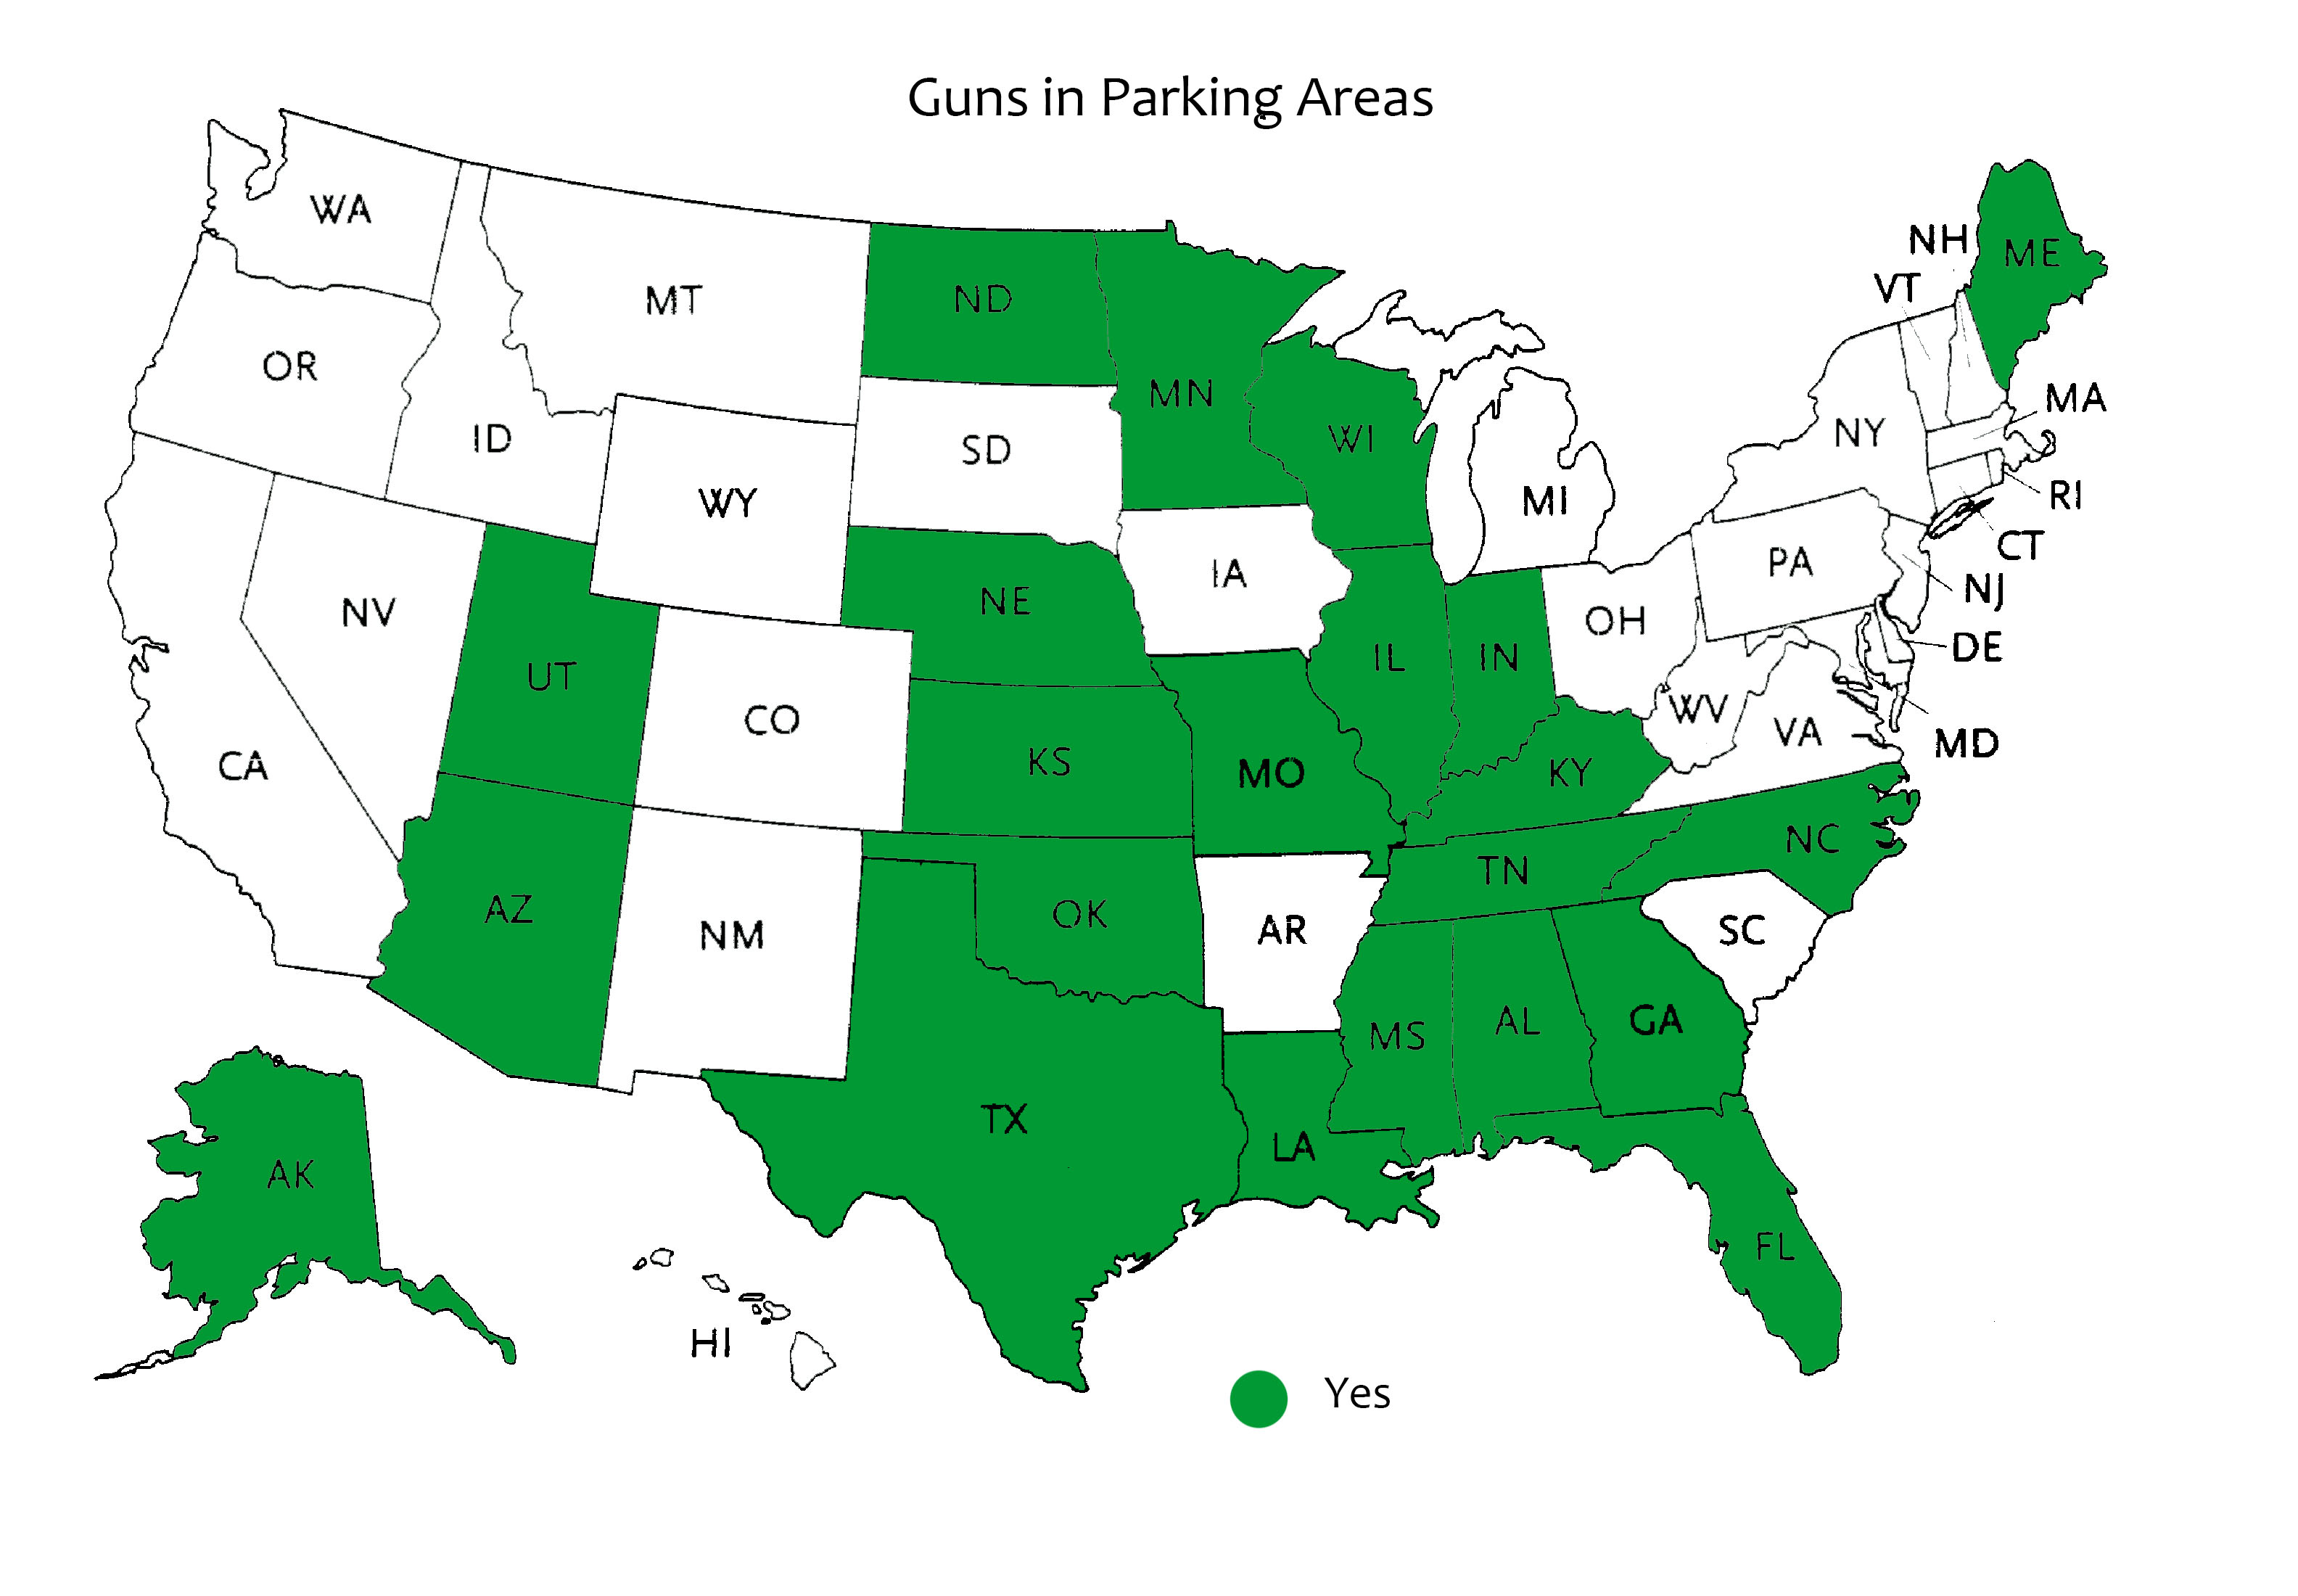 Guns in Parking Areas
WA
NH
ME
VT
MT
ND
OR
MN
MA
WI
NY
ID
SD
RI
WY
MI
CT
PA
IA
NJ
NV
NE
OH
DE
IL
IN
UT
WV
CO
VA
MD
CA
KS
MO
KY
NC
TN
AZ
OK
NM
AR
SC
MS
AL
GA
TX
LA
AK
FL
HI
Yes